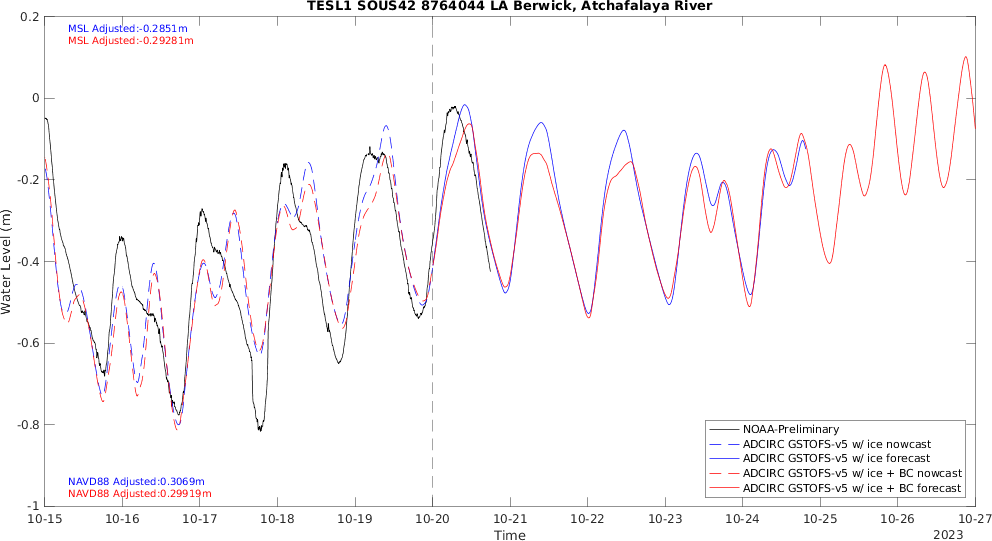 TESL1 SOUS42 8764044 LA Berwick, Atchafalaya River
MSL Adjusted:-0.2851m
MSL Adjusted:-0.29281m
0.2
0
-0.2
-0.4
-0.6
-0.8
-1
Water Level (m)
NAVD88 Adjusted:0.3069m
NAVD88 Adjusted:0.29919m
NOAA-Preliminary
ADCIRC GSTOFS-v5 w/ ice nowcast
ADCIRC GSTOFS-v5 w/ ice forecast
ADCIRC GSTOFS-v5 w/ ice + BC nowcast
ADCIRC GSTOFS-v5 w/ ice + BC forecast
10-15 10-16 10-17 10-18 10-19 10-20 10-21 10-22 10-23 10-24 10-25 10-26 10-27
Time
2023